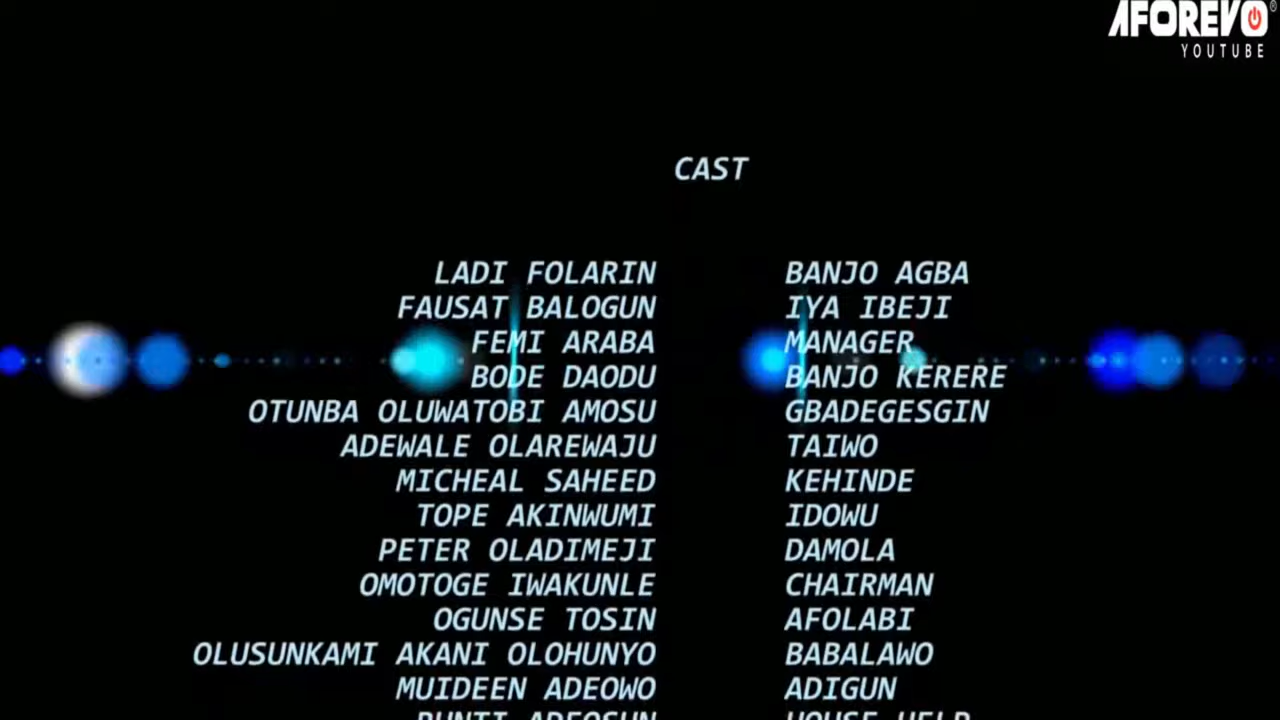 AFOREVO
YOUTUBE
CAST
LADI FOLARIN BANJO AGBA
FAUSAT BALOGUN IYA IBEJI
FEMI ARABA MANAGER
BODE DAODU BANJO KERERE
OTUNBA OLUWATOBI AMOSU GBADEGESGIN
ADEWALE OLAREWAJU TAIWO
MICHEAL SAHEED KEHINDE
TOPE AKINWUMI IDOWU
PETER OLADIMEJI DAMOLA
OMOTOGE IWAKUNLE CHAIRMAN
OGUNSE TOSIN AFOLABI
OLUSUNKAMI AKANI OLOHUNYO BABALAWO
MUIDEEN ADEOWO ADIGUN
HOUSE HELP